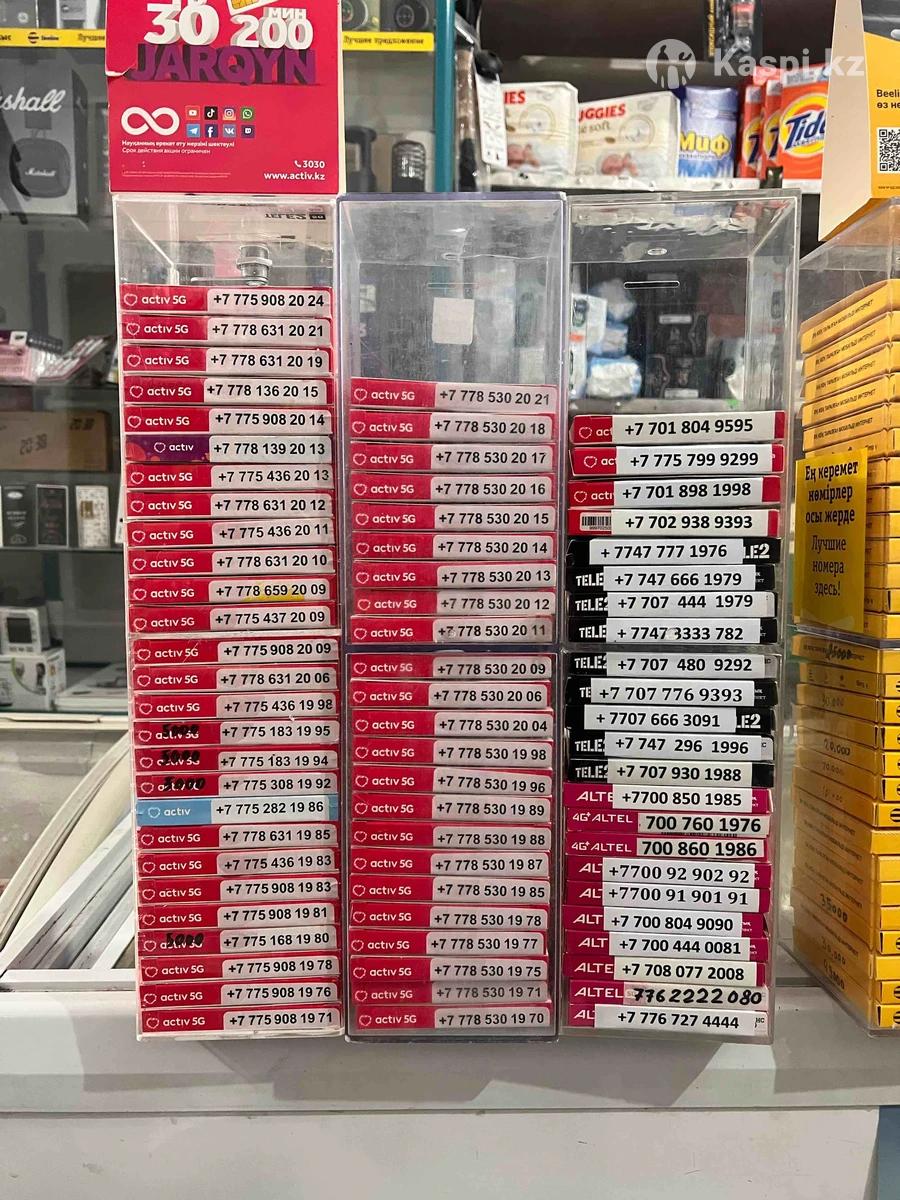 30 200
МИН
JARQYN
Науқанның әрекет ету мерзімі шектеулі
Срок действия акции ограничен
3030
www.activ.kz
Kaspi.kz
Marshall
Лучшие предложение
HUGGIES
Миф
Tide
Ең керемет
нөмірлер
осы жерде
Лучшие
номера
здесь!
TELE2
activ 5G +7 775 908 20 24
activ 5G +7 778 631 20 21
activ 5G +7 778 631 20 19
activ 5G +7 778 136 20 15
activ 5G +7 775 908 20 14
activ +7 778 139 20 13
activ 5G +7 775 436 20 13
activ 5G +7 778 631 20 12
activ 5G +7 775 436 20 11
activ 5G +7 778 631 20 10
activ 5G +7 778 659 20 09
activ 5G +7 775 437 20 09
activ 5G +7 775 908 20 09
activ 5G +7 778 631 20 06
activ 5G +7 775 436 19 98
5000 +7 775 183 19 95
5000 +7 775 183 19 94
5000 +7 775 308 19 92
activ +7 775 282 19 86
activ 5G +7 778 631 19 85
activ 5G +7 775 436 19 83
activ 5G +7 775 908 19 83
activ 5G +7 775 908 19 81
5000 +7 775 168 19 80
activ 5G +7 775 908 19 78
activ 5G +7 775 908 19 76
activ 5G +7 775 908 19 71
activ 5G +7 778 530 20 21
activ 5G +7 778 530 20 18
activ 5G +7 778 530 20 17
activ 5G +7 778 530 20 16
activ 5G +7 778 530 20 15
activ 5G +7 778 530 20 14
activ 5G +7 778 530 20 13
activ 5G +7 778 530 20 12
activ 5G +7 778 530 20 11
activ 5G +7 778 530 20 09
activ 5G +7 778 530 20 06
activ 5G +7 778 530 20 04
activ 5G +7 778 530 19 98
activ 5G +7 778 530 19 96
activ 5G +7 778 530 19 89
activ 5G +7 778 530 19 88
activ 5G +7 778 530 19 87
activ 5G +7 778 530 19 85
activ 5G +7 778 530 19 78
activ 5G +7 778 530 19 77
activ 5G +7 778 530 19 75
activ 5G +7 778 530 19 71
activ 5G +7 778 530 19 70
+7 701 804 9595
+7 775 799 9299
+7 701 898 1998
+7 702 938 9393
+ 7747 777 1976
+7 747 666 1979
+7 707 444 1979
+ 7747 3333 782
+7 707 480 9292
+7 707 776 9393
+ 7707 666 3091
+7 747 296 1996
+7 707 930 1988
+7700 850 1985
4G ALTEL 700 760 1976
4G ALTEL 700 860 1986
+7700 92 902 92
+7700 91 901 91
+7 700 804 9090
+7 700 444 0081
+7 708 077 2008
ALTEL 7762222080
+7 776 727 4444